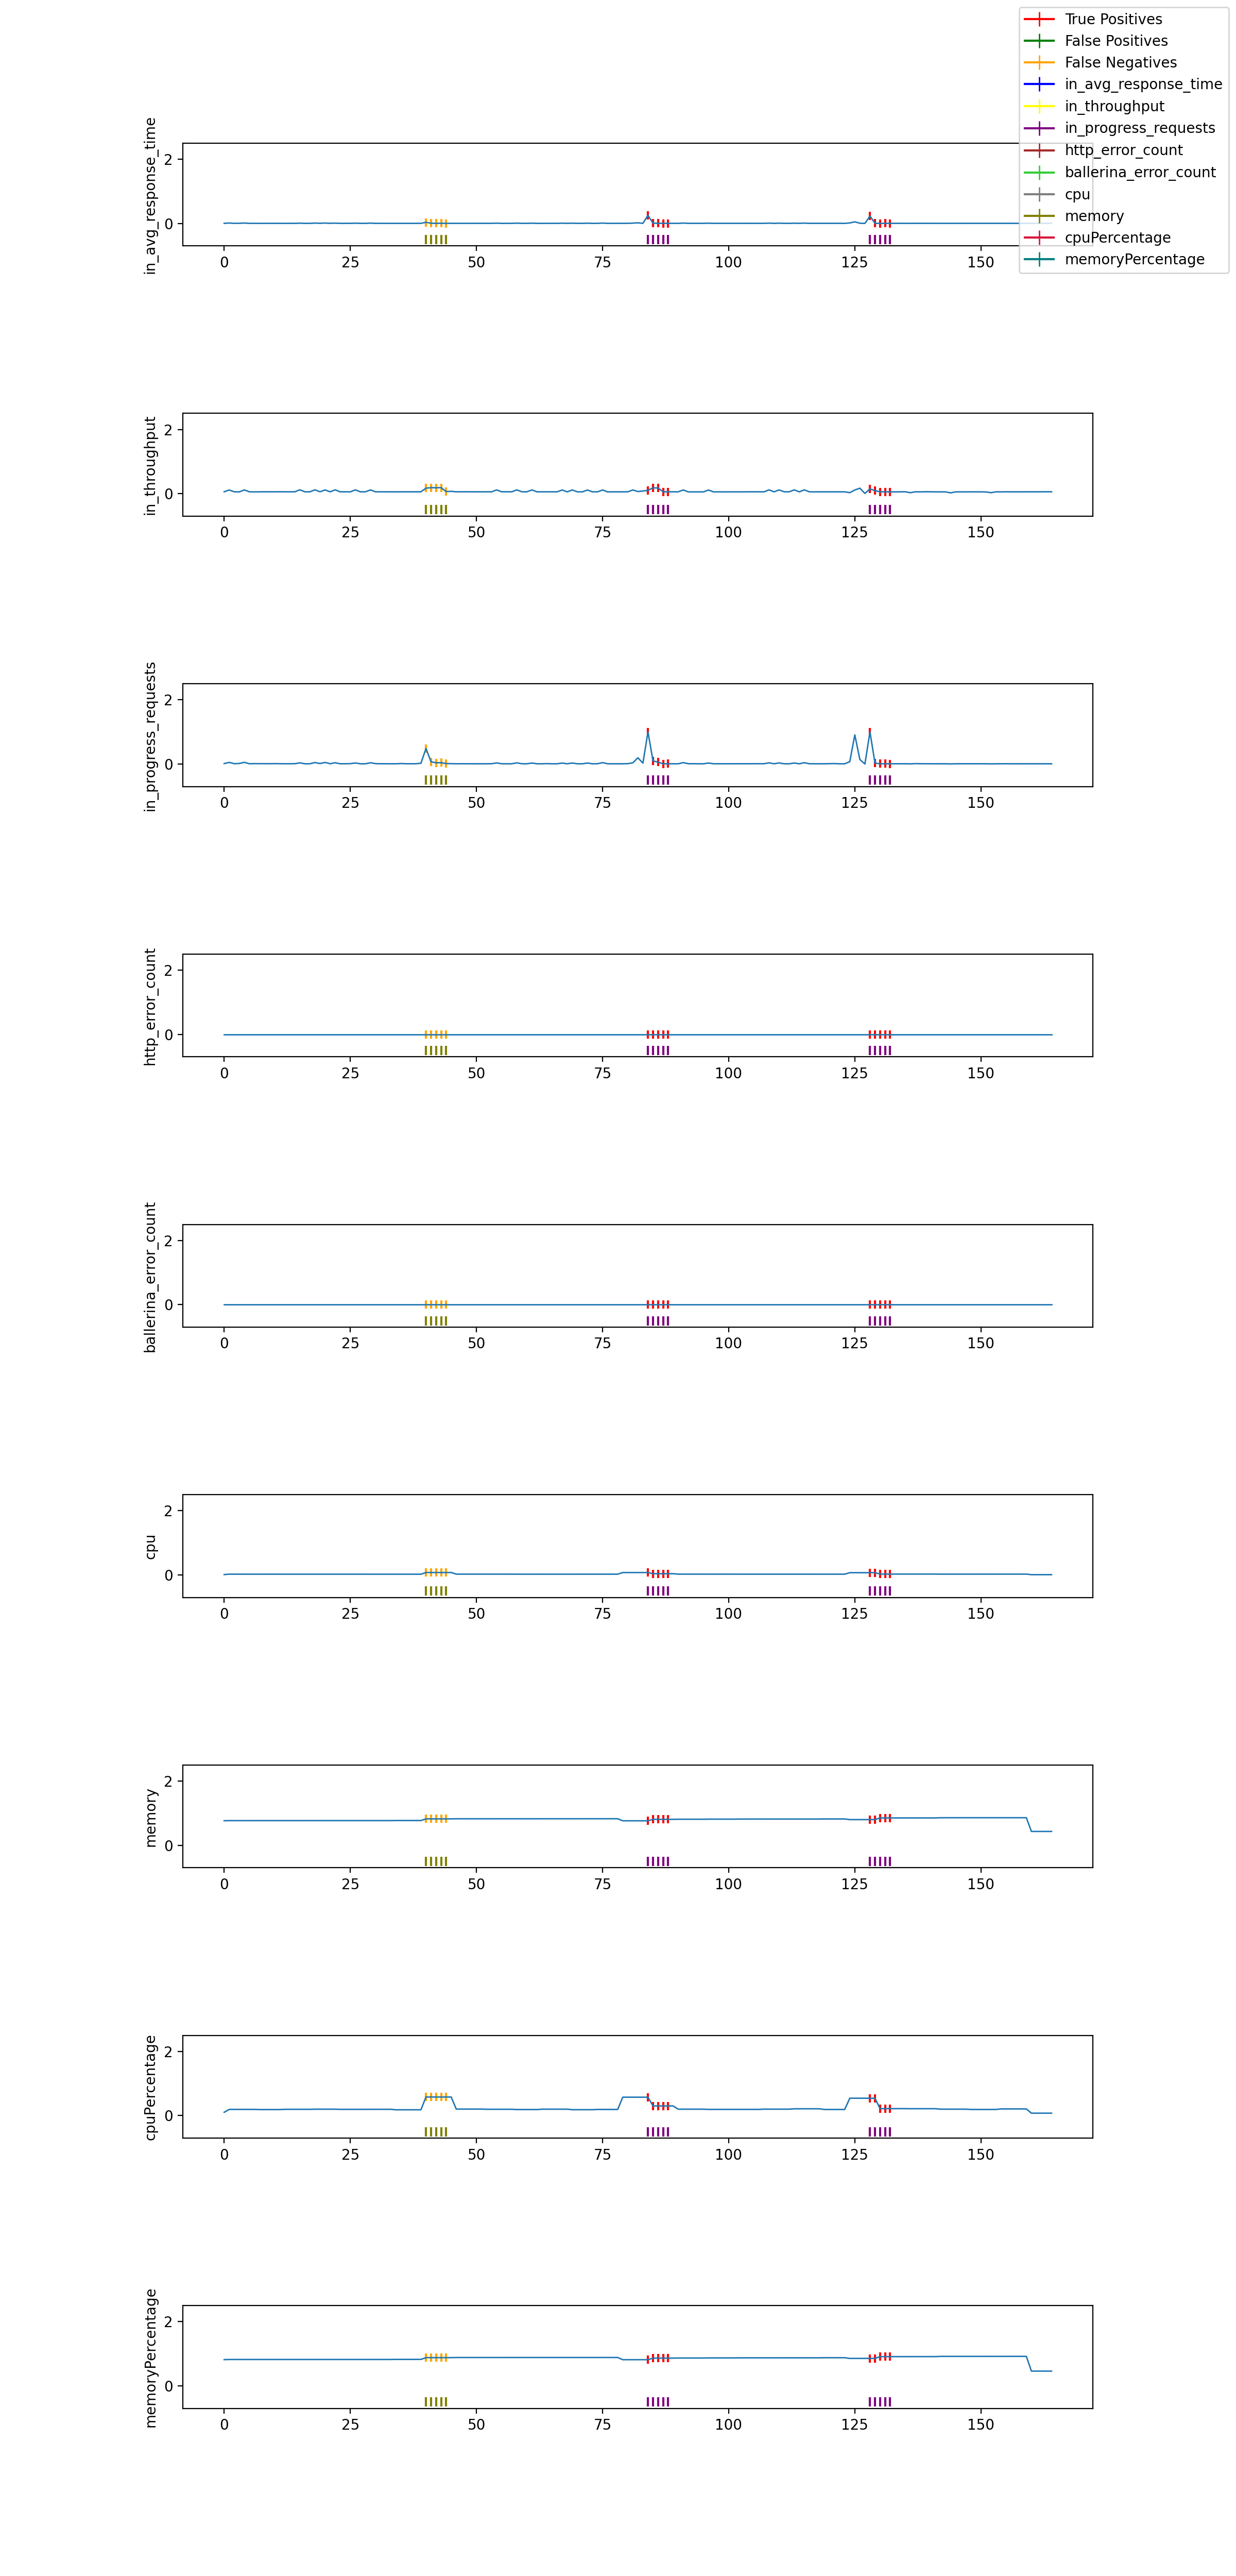 True Positives
False Positives
False Negatives
in_avg_response_time
in_throughput
in_progress_requests
http_error_count
ballerina_error_count
cpu
memory
cpuPercentage
memoryPercentage
in_avg_response_time
2
0
0 25 50 75 100 125 150
in_throughput
2
0
0 25 50 75 100 125 150
in_progress_requests
2
0
0 25 50 75 100 125 150
http_error_count
2
0
0 25 50 75 100 125 150
ballerina_error_count
2
0
0 25 50 75 100 125 150
cpu
2
0
0 25 50 75 100 125 150
memory
2
0
0 25 50 75 100 125 150
cpuPercentage
2
0
0 25 50 75 100 125 150
memoryPercentage
2
0
0 25 50 75 100 125 150